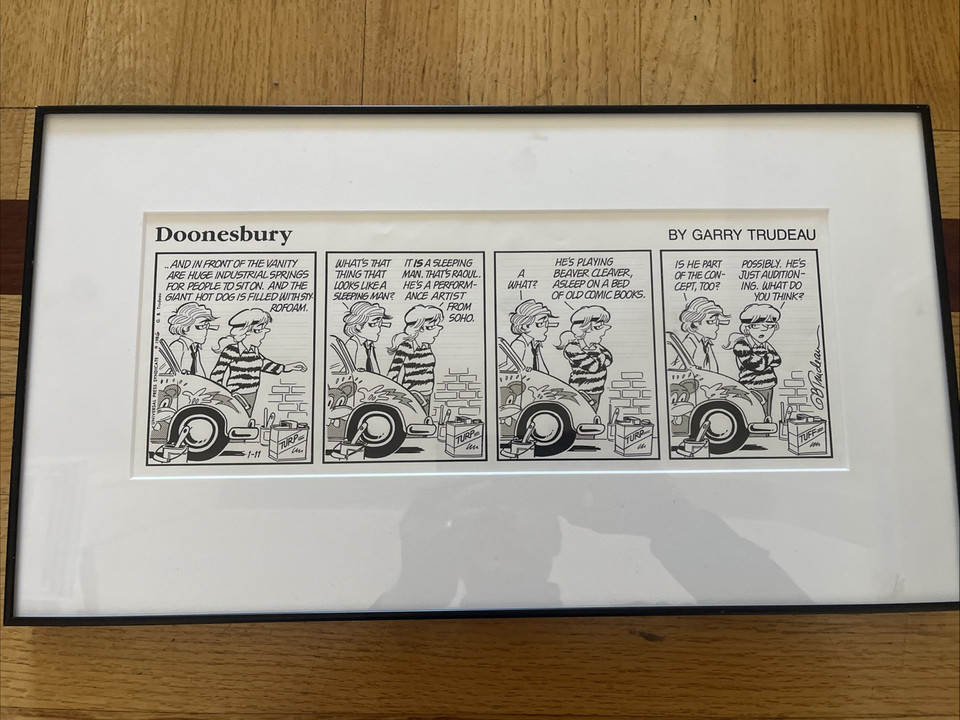 Doonesbury
BY GARRY TRUDEAU
..AND IN FRONT OF THE VANITY
ARE HUGE INDUSTRIAL SPRINGS
FOR PEOPLE TO SIT ON. AND THE
GIANT HOT DOG IS FILLED WITH STY-
ROFOAM.
1-11
TURP
WHAT'S THAT
THING THAT
LOOKS LIKE A
SLEEPING MAN?
IT IS A SLEEPING
MAN. THAT'S RAOUL.
HE'S A PERFORM-
ANCE ARTIST
FROM
SOHO.
TURP
A
WHAT?
HE'S PLAYING
BEAVER CLEAVER,
ASLEEP ON A BED
OF OLD COMIC BOOKS.
TURP
IS HE PART
OF THE CON-
CEPT, TOO?
POSSIBLY. HE'S
JUST AUDITION-
ING. WHAT DO
YOU THINK?
GBTrudeau